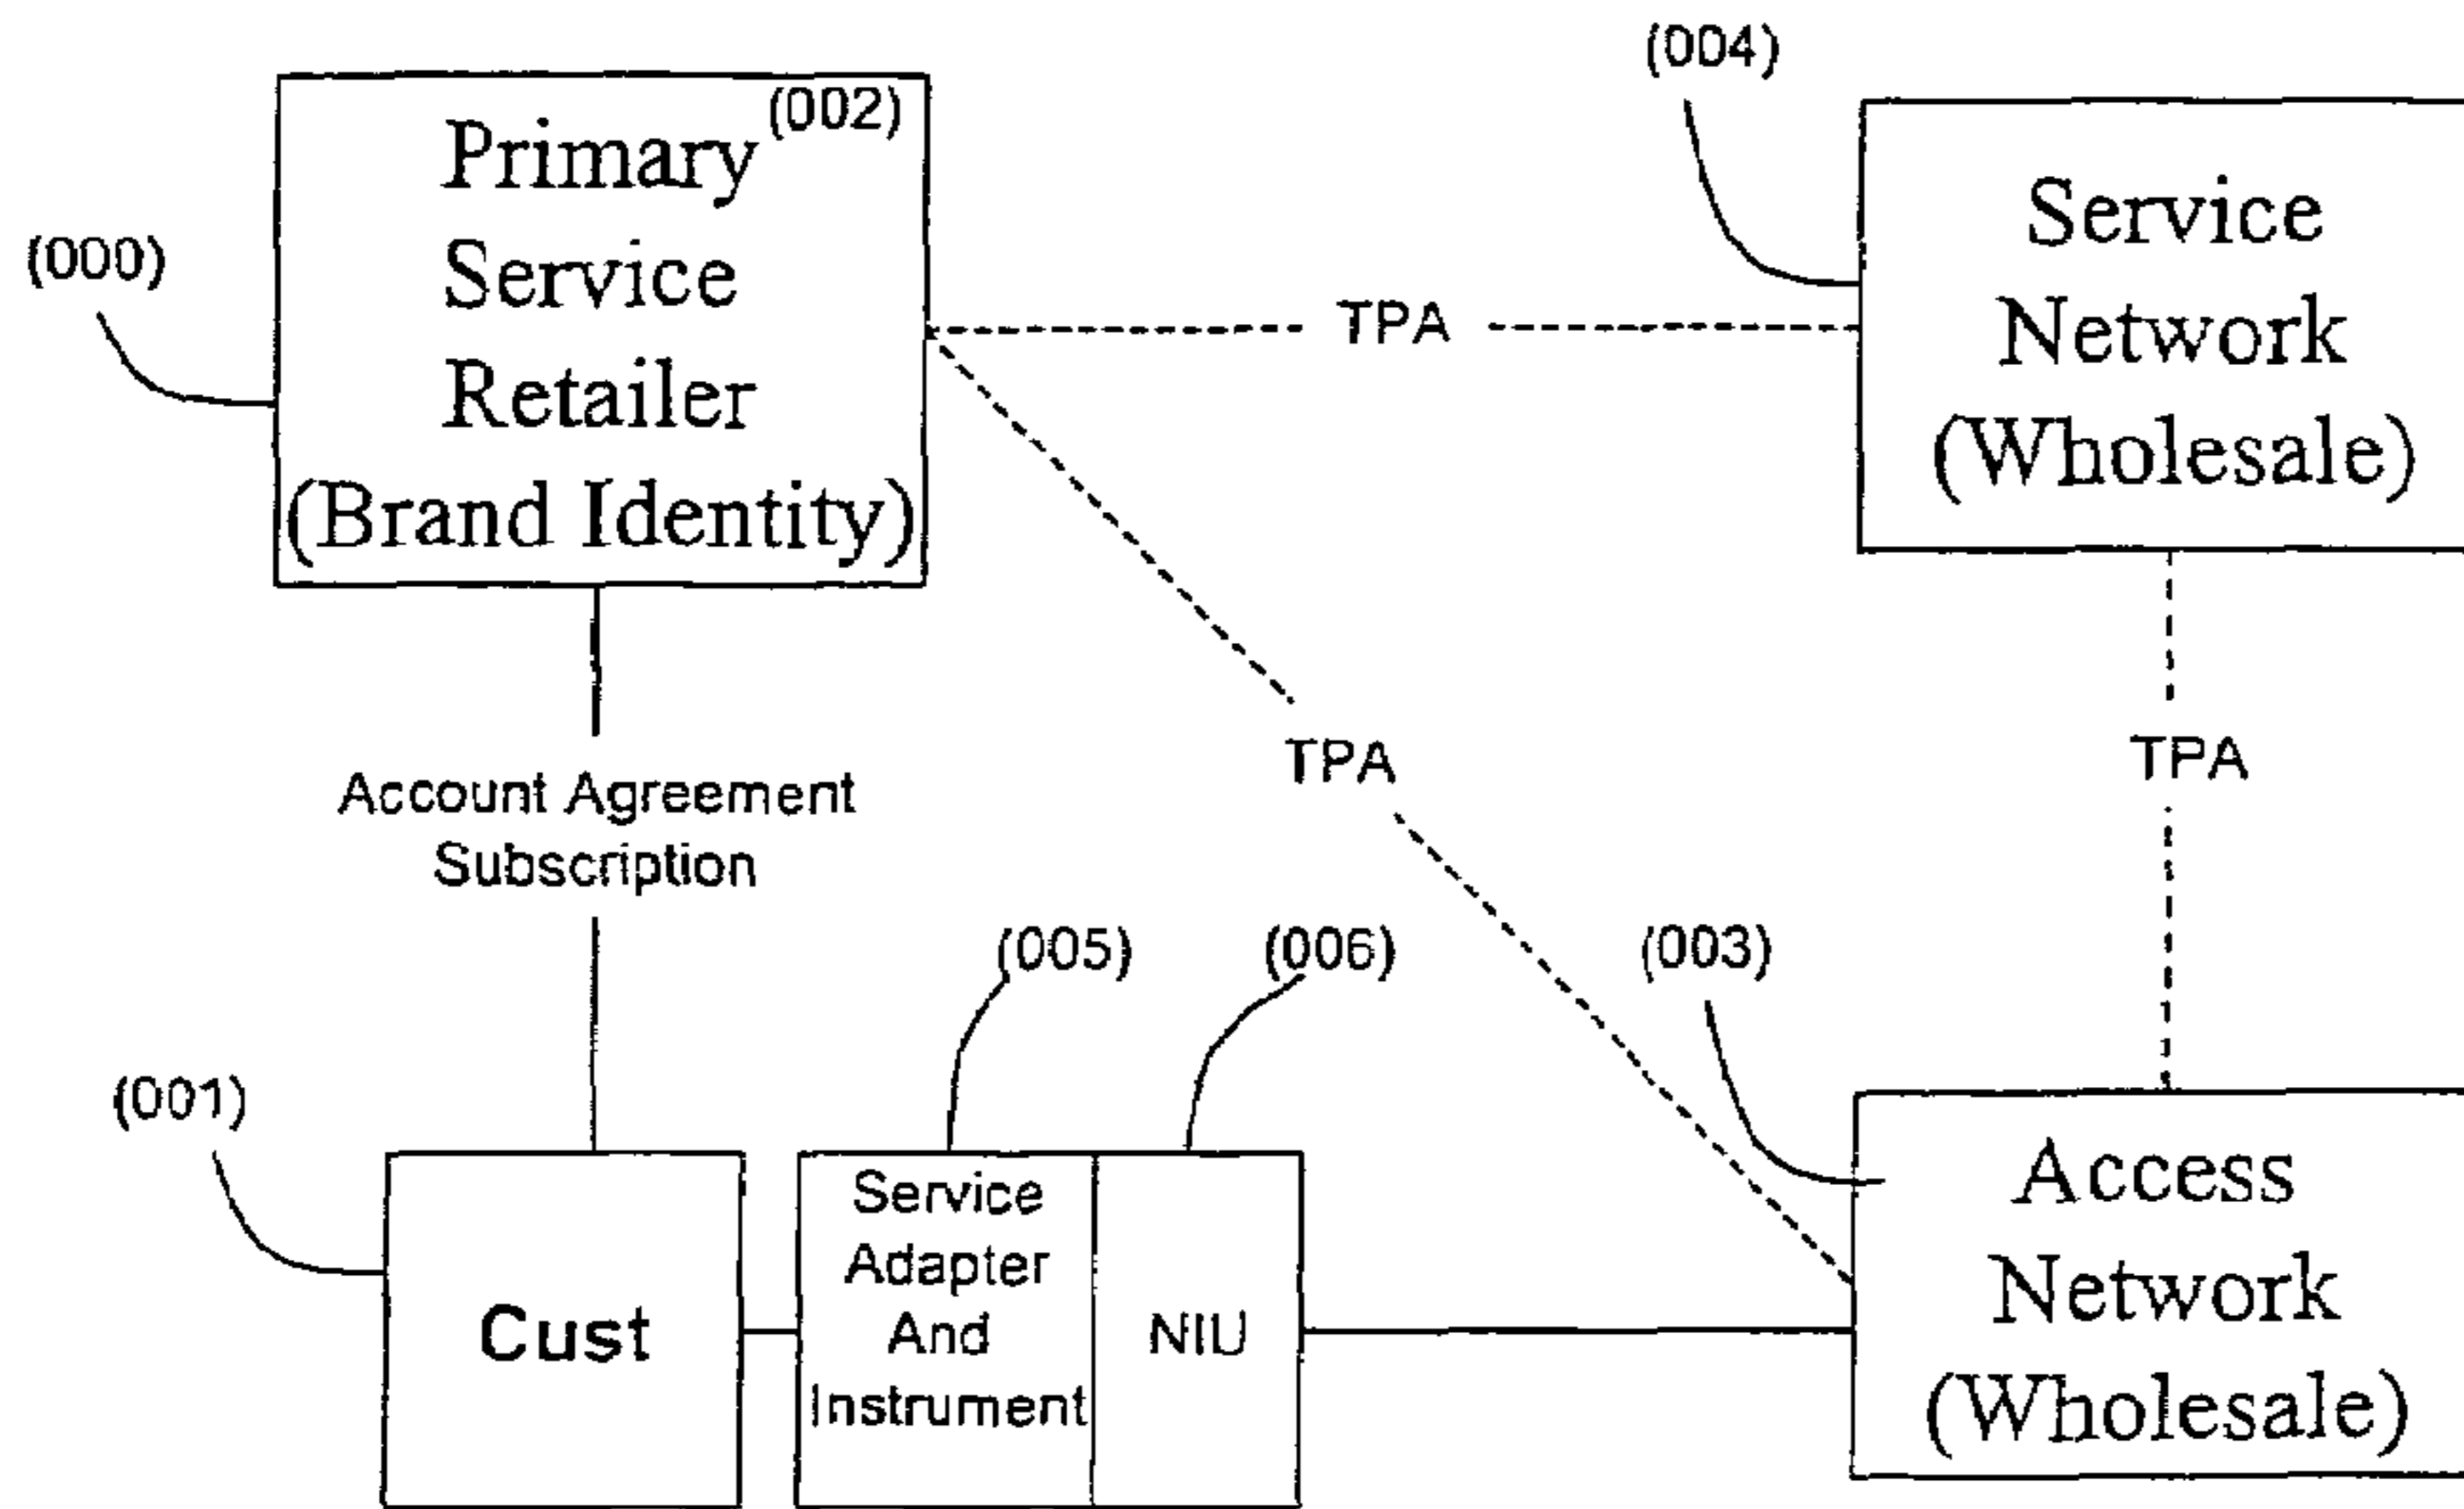 (004)
(002)
Primary
Service
Retailer
(Brand Identity)
(000)
Service
Network
(Wholesale)
TPA
TPA
TPA
Account Agreement
Subscription
(005)
(006)
(003)
(001)
Cust
Service
Adapter
And
Instrument
NIU
Access
Network
(Wholesale)